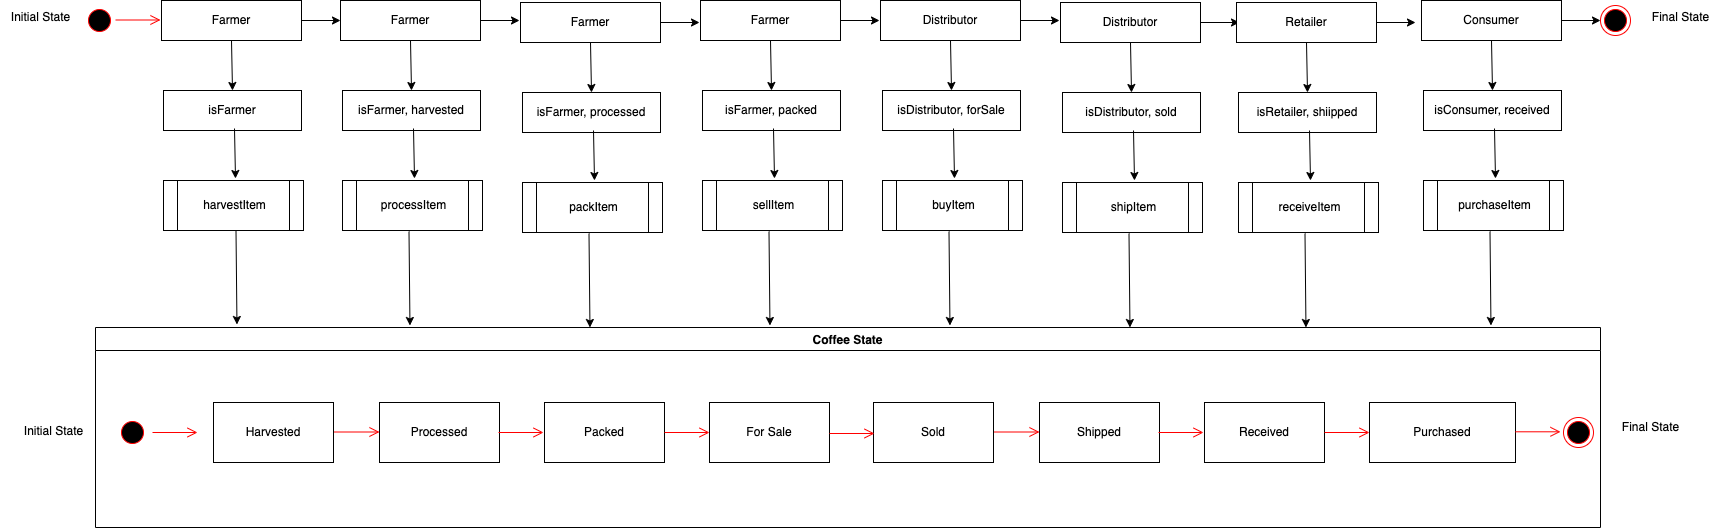 Initial State
Farmer
Farmer
Farmer
Farmer
Distributor
Distributor
Retailer
Consumer
Final State
isFarmer
isFarmer, harvested
isFarmer, processed
isFarmer, packed
isDistributor, forSale
isDistributor, sold
isRetailer, shiipped
isConsumer, received
harvestItem
processItem
packItem
sellItem
buyItem
shipItem
receiveItem
purchaseItem
Coffee State
Initial State
Harvested
Processed
Packed
For Sale
Sold
Shipped
Received
Purchased
Final State